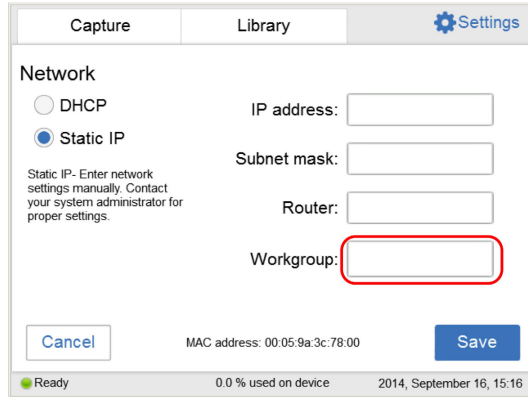 Capture
Library
Settings
Network
DHCP
Static IP
Static IP- Enter network
settings manually. Contact
your system administrator for
proper settings.
IP address:
Subnet mask:
Router:
Workgroup:
Cancel
MAC address: 00:05:9a:3c:78:00
Save
Ready
0.0 % used on device
2014, September 16, 15:16